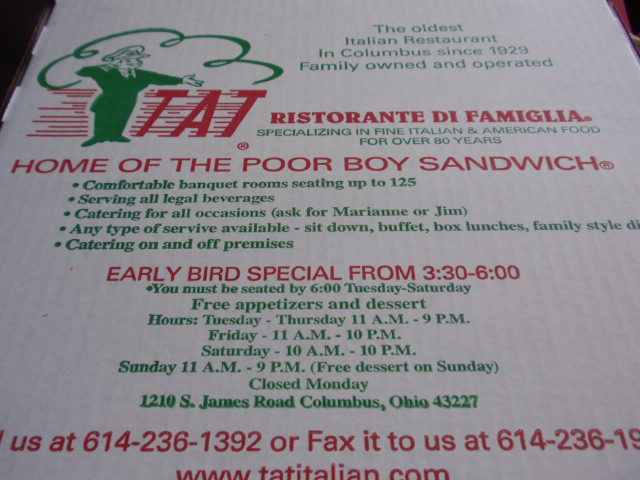 The oldest
Italian Restaurant
In Columbus since 1929
Family owned and operated
TAT ®
RISTORANTE DI FAMIGLIA®
SPECIALIZING IN FINE ITALIAN & AMERICAN FOOD
FOR OVER 80 YEARS
HOME OF THE POOR BOY SANDWICH®
• Comfortable banquet rooms seating up to 125
• Serving all legal beverages
• Catering for all occasions (ask for Marianne or Jim)
• Any type of servive available - sit down, buffet, box lunches, family style di
• Catering on and off premises
EARLY BIRD SPECIAL FROM 3:30-6:00
•You must be seated by 6:00 Tuesday-Saturday
Free appetizers and dessert
Hours: Tuesday - Thursday 11 A.M. - 9 P.M.
Friday - 11 A.M. - 10 P.M.
Saturday - 10 A.M. - 10 P.M.
Sunday 11 A.M. - 9 P.M. (Free dessert on Sunday)
Closed Monday
1210 S. James Road Columbus, Ohio 43227
us at 614-236-1392 or Fax it to us at 614-236-19
www.tatitalian.com